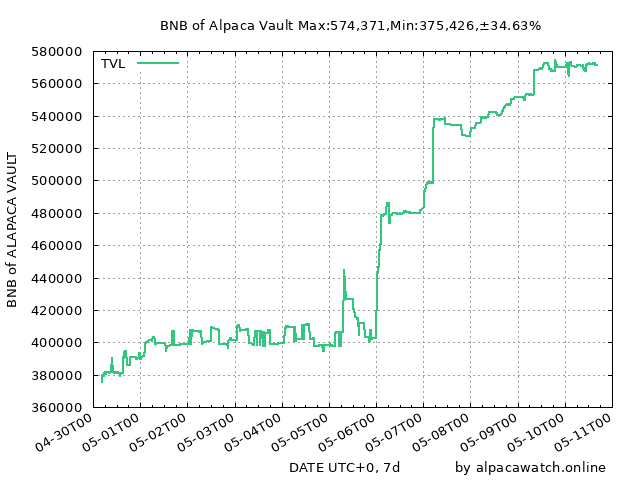 BNB of Alpaca Vault Max:574,371,Min:375,426,±34.63%
TVL
BNB of ALAPACA VAULT
580000
560000
540000
520000
500000
480000
460000
440000
420000
400000
380000
360000
04-30T00
05-01T00
05-02T00
05-03T00
05-04T00
05-05T00
05-06T00
05-07T00
05-08T00
05-09T00
05-10T00
05-11T00
DATE UTC+0, 7d
by alpacawatch.online